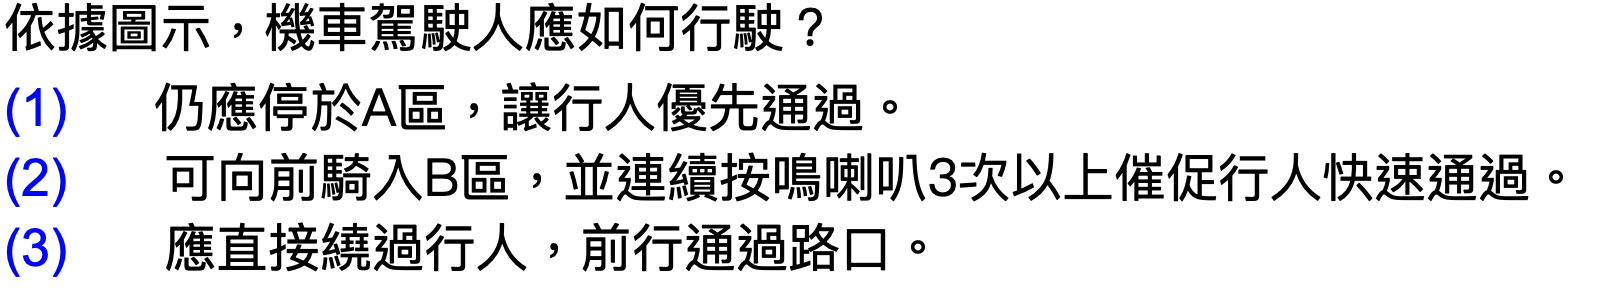 依據圖示，機車駕駛人應如何行駛？
(1) 仍應停於A區，讓行人優先通過。
(2) 可向前騎入B區，並連續按鳴喇叭3次以上催促行人快速通過。
(3) 應直接繞過行人，前行通過路口。